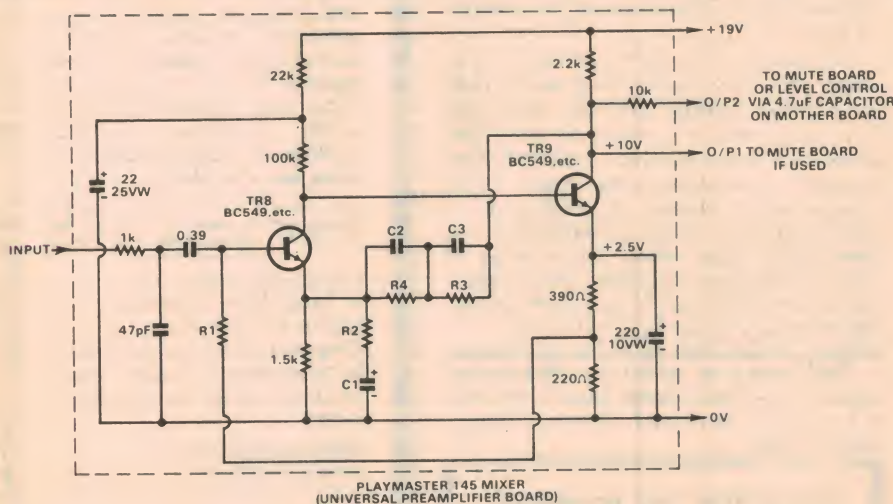 +19V
22k
2.2k
TO MUTE BOARD
OR LEVEL CONTROL
VIA 4.7uF CAPACITOR
ON MOTHER BOARD
10k
O/P2
100k
TR9
BC549,etc.
+10V
O/P1 TO MUTE BOARD
IF USED
22
25VW
TR8
BC549,etc.
C2
C3
INPUT
1k
0.39
+2.5V
R4
R3
390Ω
47pF
R1
R2
220
10VW
1.5k
C1
220Ω
0V
PLAYMASTER 145 MIXER
(UNIVERSAL PREAMPLIFIER BOARD)